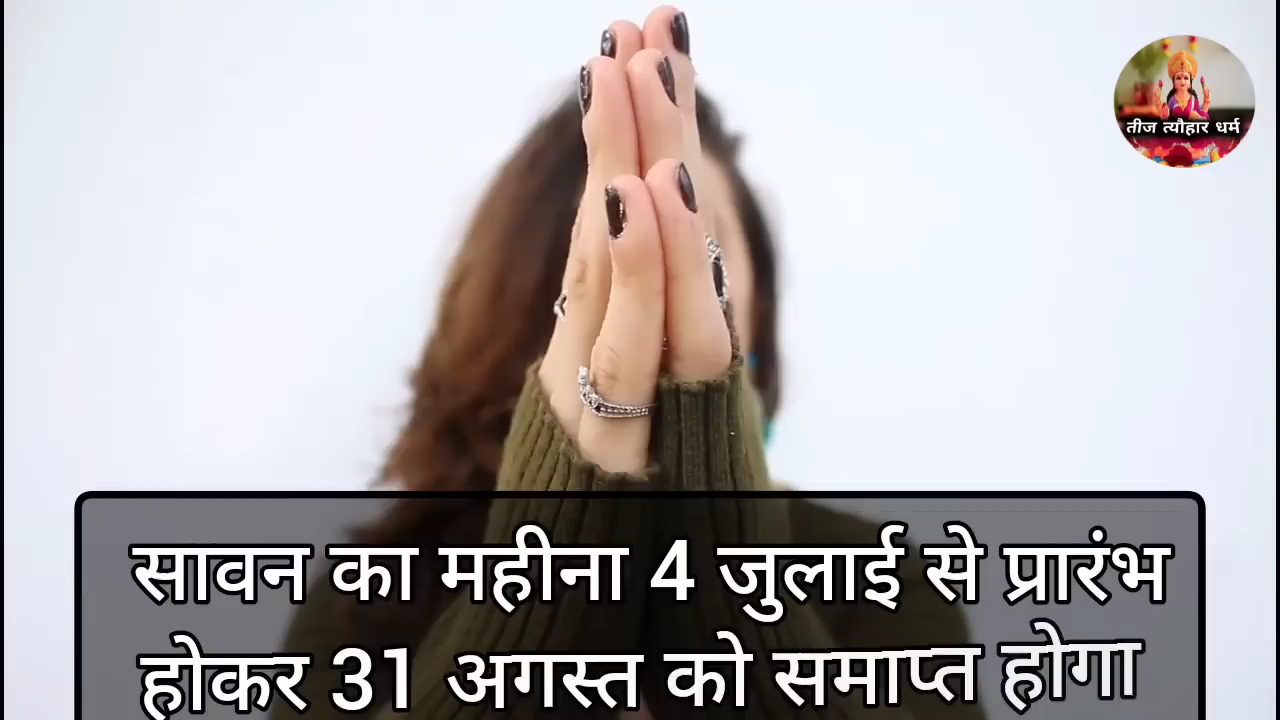 तीज त्यौहार धर्म
सावन का महीना 4 जुलाई से प्रारंभ
होकर 31 अगस्त को समाप्त होगा